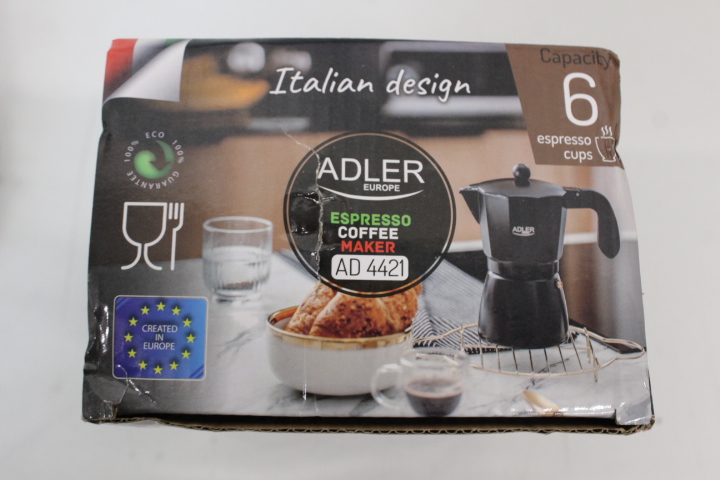 Italian design
Capacity
6
espresso
cups
100% ECO 100%
GUARANTEE
ADLER
EUROPE
ESPRESSO
COFFEE
MAKER
AD 4421
ADLER
CREATED
IN
EUROPE